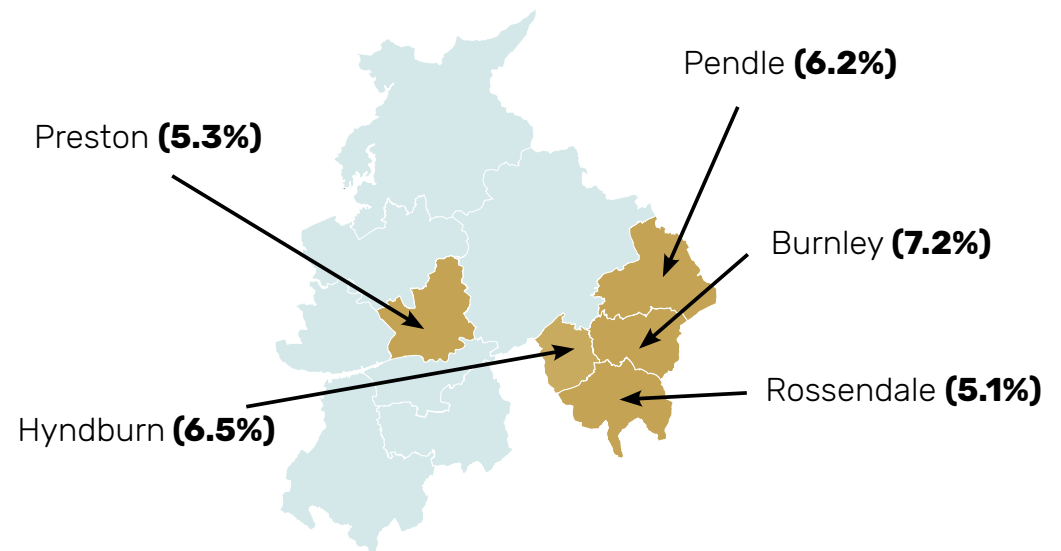 Pendle (6.2%)
Preston (5.3%)
Burnley (7.2%)
Rossendale (5.1%)
Hyndburn (6.5%)